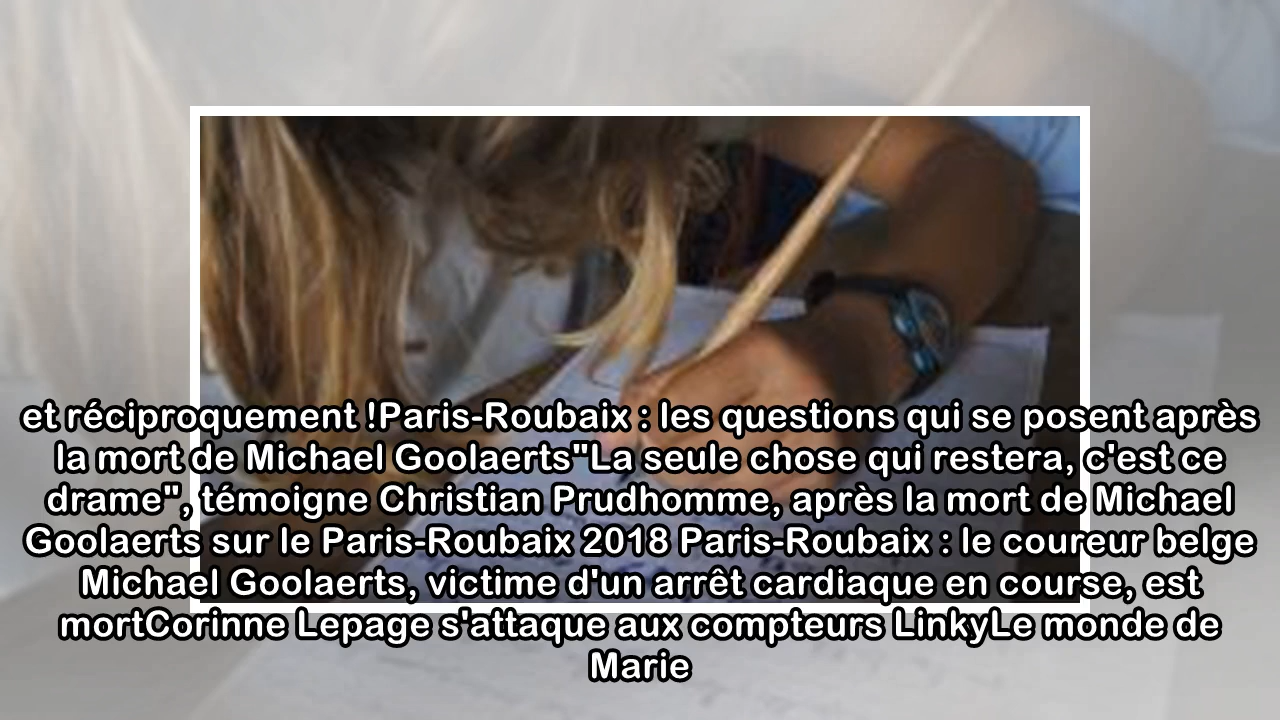 et réciproquement !Paris-Roubaix : les questions qui se posent après
la mort de Michael Goolaerts"La seule chose qui restera, c'est ce
drame", témoigne Christian Prudhomme, après la mort de Michael
Goolaerts sur le Paris-Roubaix 2018 Paris-Roubaix : le coureur belge
Michael Goolaerts, victime d'un arrêt cardiaque en course, est
mortCorinne Lepage s'attaque aux compteurs LinkyLe monde de
Marie